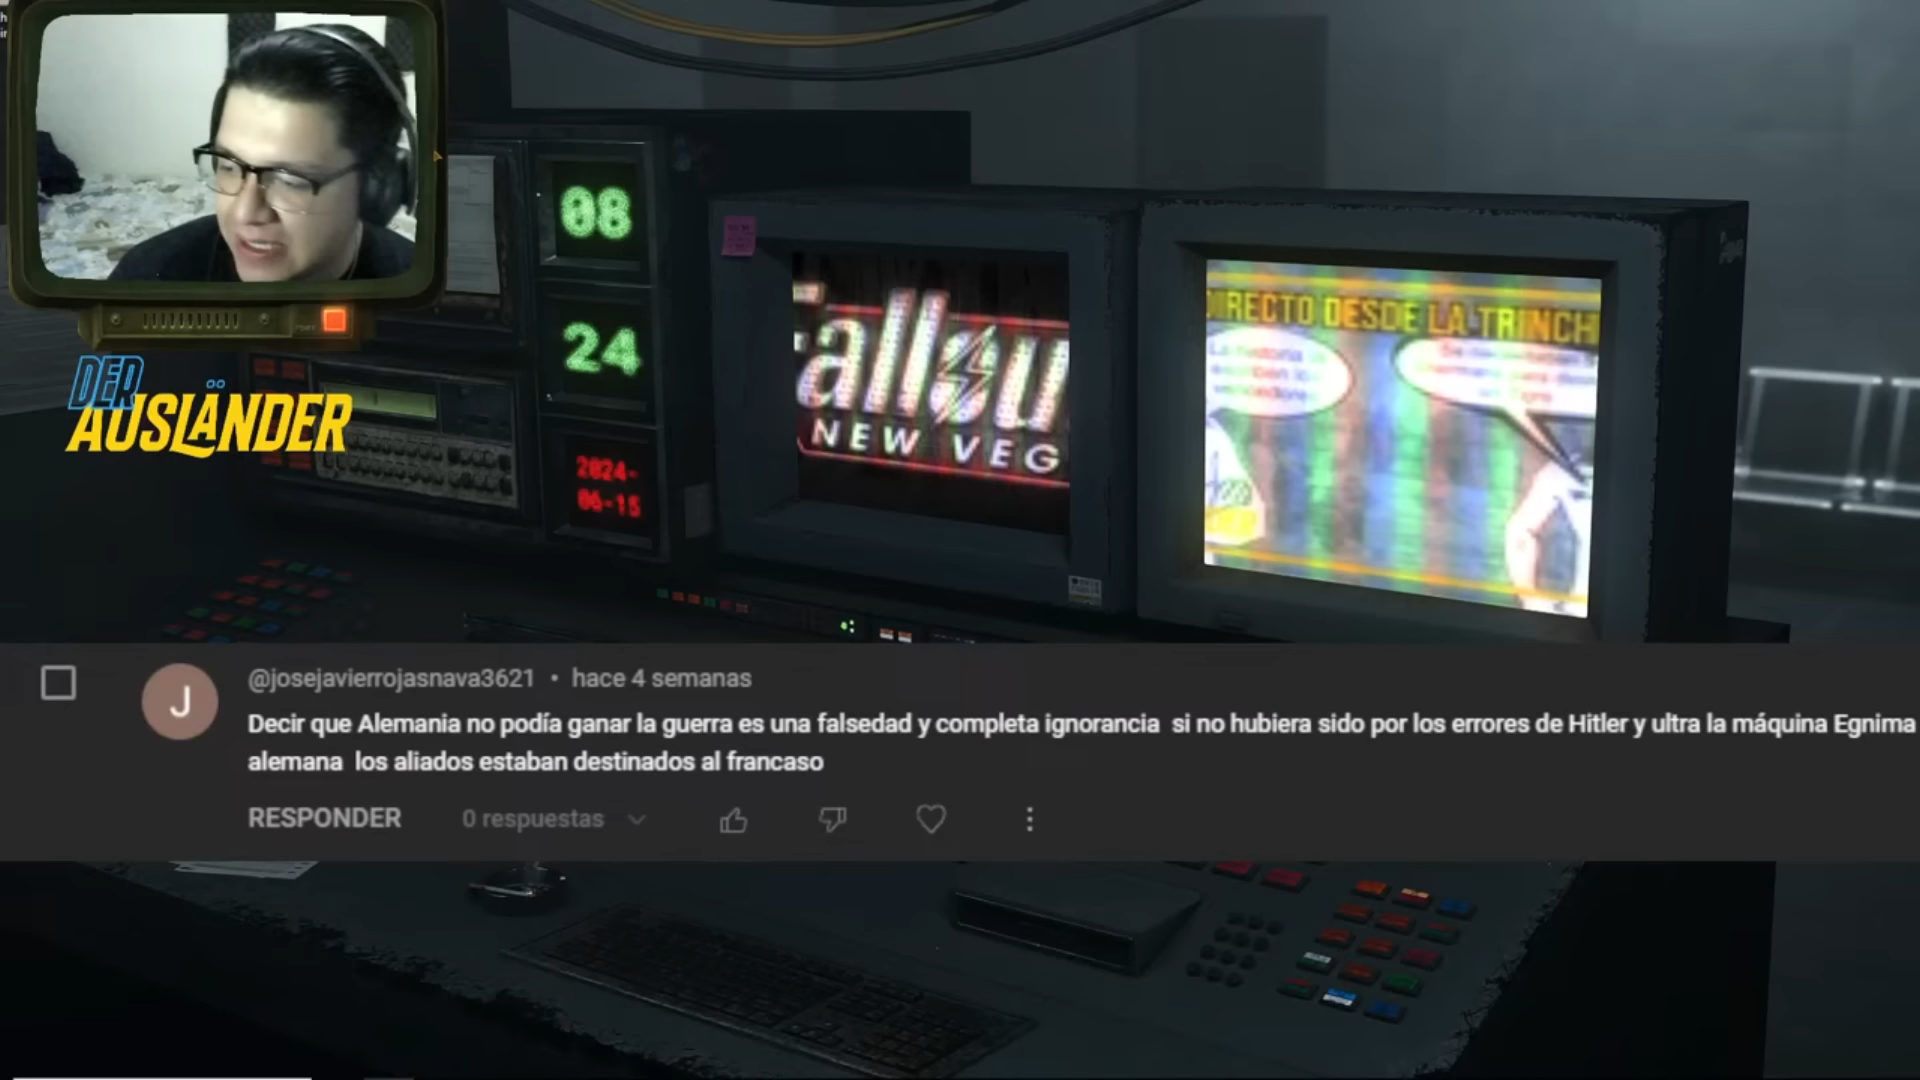 DER
AUSLÄNDER
08
24
2024-
06-15
Fallou
NEW VEG
DIRECTO DESDE LA TRINCH
@josejavierrojasnava3621 • hace 4 semanas
Decir que Alemania no podía ganar la guerra es una falsedad y completa ignorancia si no hubiera sido por los errores de Hitler y ultra la máquina Egnima
alemana los aliados estaban destinados al francaso
RESPONDER 0 respuestas
J